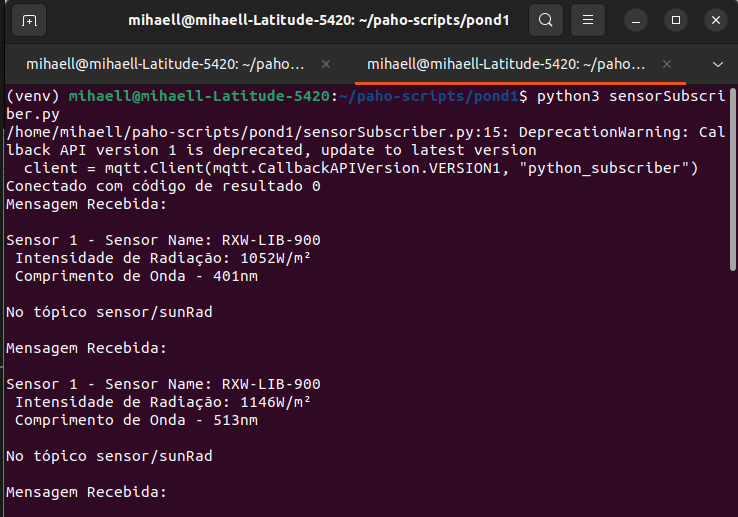 mihaell@mihaell-Latitude-5420: ~/paho-scripts/pond1
mihaell@mihaell-Latitude-5420: ~/paho...
mihaell@mihaell-Latitude-5420: ~/paho...
(venv) mihaell@mihaell-Latitude-5420:~/paho-scripts/pond1$ python3 sensorSubscri
ber.py
/home/mihaell/paho-scripts/pond1/sensorSubscriber.py:15: DeprecationWarning: Cal
lback API version 1 is deprecated, update to latest version
  client = mqtt.Client(mqtt.CallbackAPIVersion.VERSION1, "python_subscriber")
Conectado com código de resultado 0
Mensagem Recebida:
Sensor 1 - Sensor Name: RXW-LIB-900
 Intensidade de Radiação: 1052W/m²
 Comprimento de Onda - 401nm
No tópico sensor/sunRad
Mensagem Recebida:
Sensor 1 - Sensor Name: RXW-LIB-900
 Intensidade de Radiação: 1146W/m²
 Comprimento de Onda - 513nm
No tópico sensor/sunRad
Mensagem Recebida: